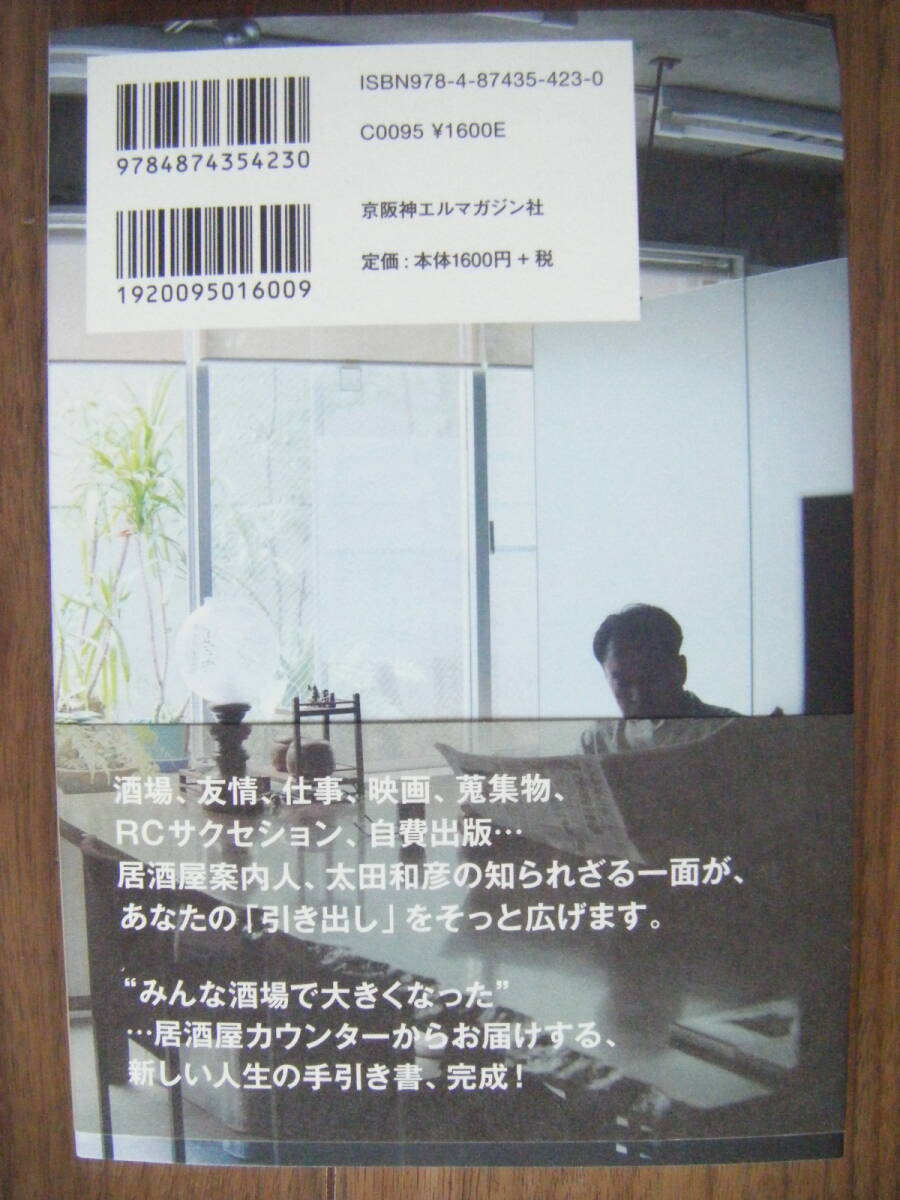 ISBN978-4-87435-423-0
C0095 ¥1600E
9784874354230
京阪神エルマガジン社
定価：本体1600円＋税
1920095016009
酒場、友情、仕事、映画、蒐集物、
RCサクセション、自費出版…
居酒屋案内人、太田和彦の知られざる一面が、
あなたの「引き出し」をそっと広げます。
“みんな酒場で大きくなった”
…居酒屋カウンターからお届けする、
新しい人生の手引き書、完成！